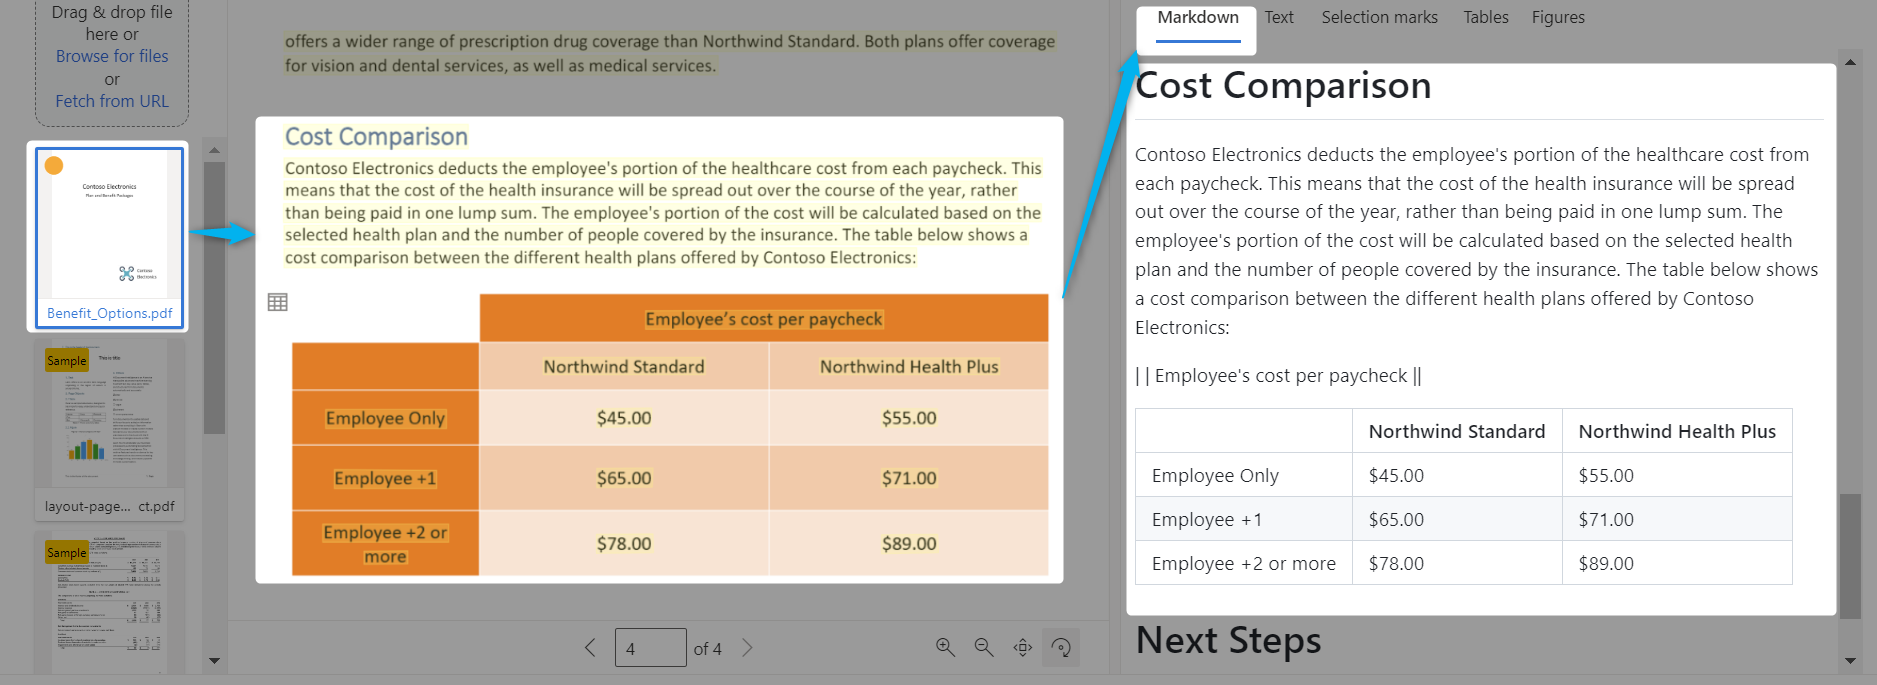 Drag & drop file
here or
Browse for files
or
Fetch from URL
Contoso Electronics
Plan and Benefit Packages
Contoso
Electronics
Benefit_Options.pdf
Sample
This is title
layout-page... ct.pdf
Sample
offers a wider range of prescription drug coverage than Northwind Standard. Both plans offer coverage
for vision and dental services, as well as medical services.
Cost Comparison
Contoso Electronics deducts the employee's portion of the healthcare cost from each paycheck. This
means that the cost of the health insurance will be spread out over the course of the year, rather
than being paid in one lump sum. The employee's portion of the cost will be calculated based on the
selected health plan and the number of people covered by the insurance. The table below shows a
cost comparison between the different health plans offered by Contoso Electronics:
Employee’s cost per paycheck
Northwind Standard Northwind Health Plus
Employee Only $45.00 $55.00
Employee +1 $65.00 $71.00
Employee +2 or
more $78.00 $89.00
4 of 4
Markdown Text Selection marks Tables Figures
Cost Comparison
Contoso Electronics deducts the employee's portion of the healthcare cost from
each paycheck. This means that the cost of the health insurance will be spread
out over the course of the year, rather than being paid in one lump sum. The
employee's portion of the cost will be calculated based on the selected health
plan and the number of people covered by the insurance. The table below shows
a cost comparison between the different health plans offered by Contoso
Electronics:
| | Employee's cost per paycheck ||
Northwind Standard Northwind Health Plus
Employee Only $45.00 $55.00
Employee +1 $65.00 $71.00
Employee +2 or more $78.00 $89.00
Next Steps